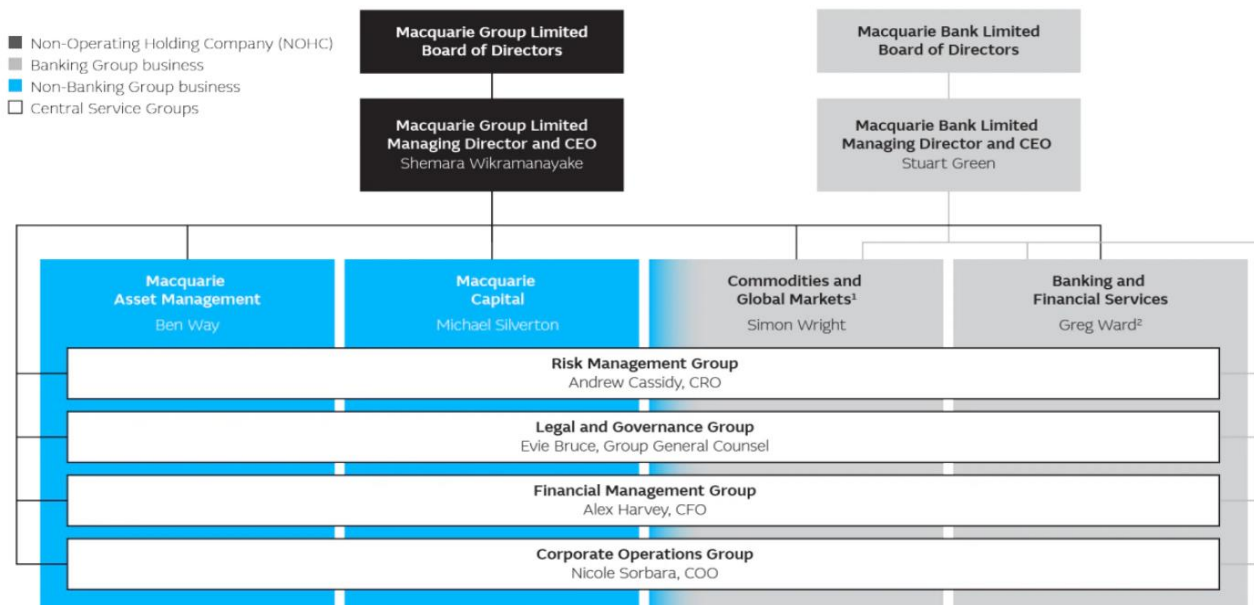 Non-Operating Holding Company (NOHC)
Banking Group business
Non-Banking Group business
Central Service Groups
Macquarie Group Limited
Board of Directors
Macquarie Bank Limited
Board of Directors
Macquarie Group Limited
Managing Director and CEO
Shemara Wikramanayake
Macquarie Bank Limited
Managing Director and CEO
Stuart Green
Macquarie
Asset Management
Ben Way
Macquarie
Capital
Michael Silverton
Commodities and
Global Markets¹
Simon Wright
Banking and
Financial Services
Greg Ward²
Risk Management Group
Andrew Cassidy, CRO
Legal and Governance Group
Evie Bruce, Group General Counsel
Financial Management Group
Alex Harvey, CFO
Corporate Operations Group
Nicole Sorbara, COO